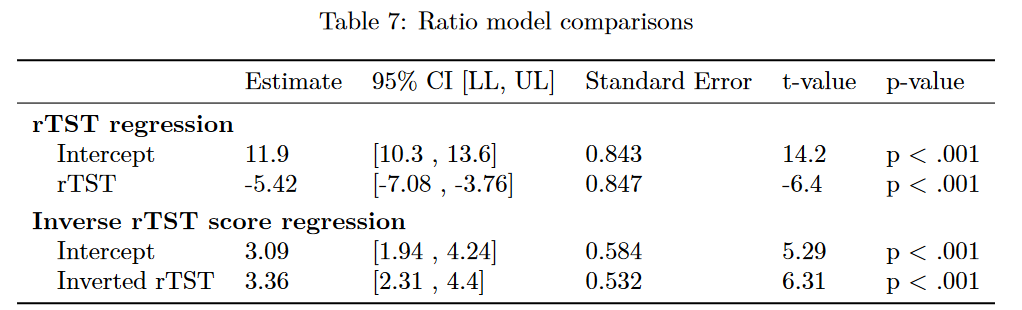 Table 7: Ratio model comparisons
Estimate 95% CI [LL, UL] Standard Error t-value p-value
rTST regression
Intercept 11.9 [10.3 , 13.6] 0.843 14.2 p < .001
rTST -5.42 [-7.08 , -3.76] 0.847 -6.4 p < .001
Inverse rTST score regression
Intercept 3.09 [1.94 , 4.24] 0.584 5.29 p < .001
Inverted rTST 3.36 [2.31 , 4.4] 0.532 6.31 p < .001